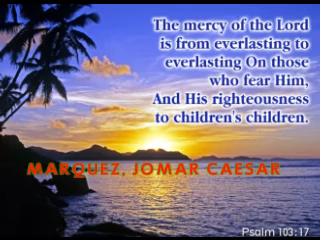 The mercy of the Lord
is from everlasting to
everlasting On those
who fear Him,
And His righteousness
to children's children.
MARQUEZ, JOMAR CAESAR
Psalm 103:17